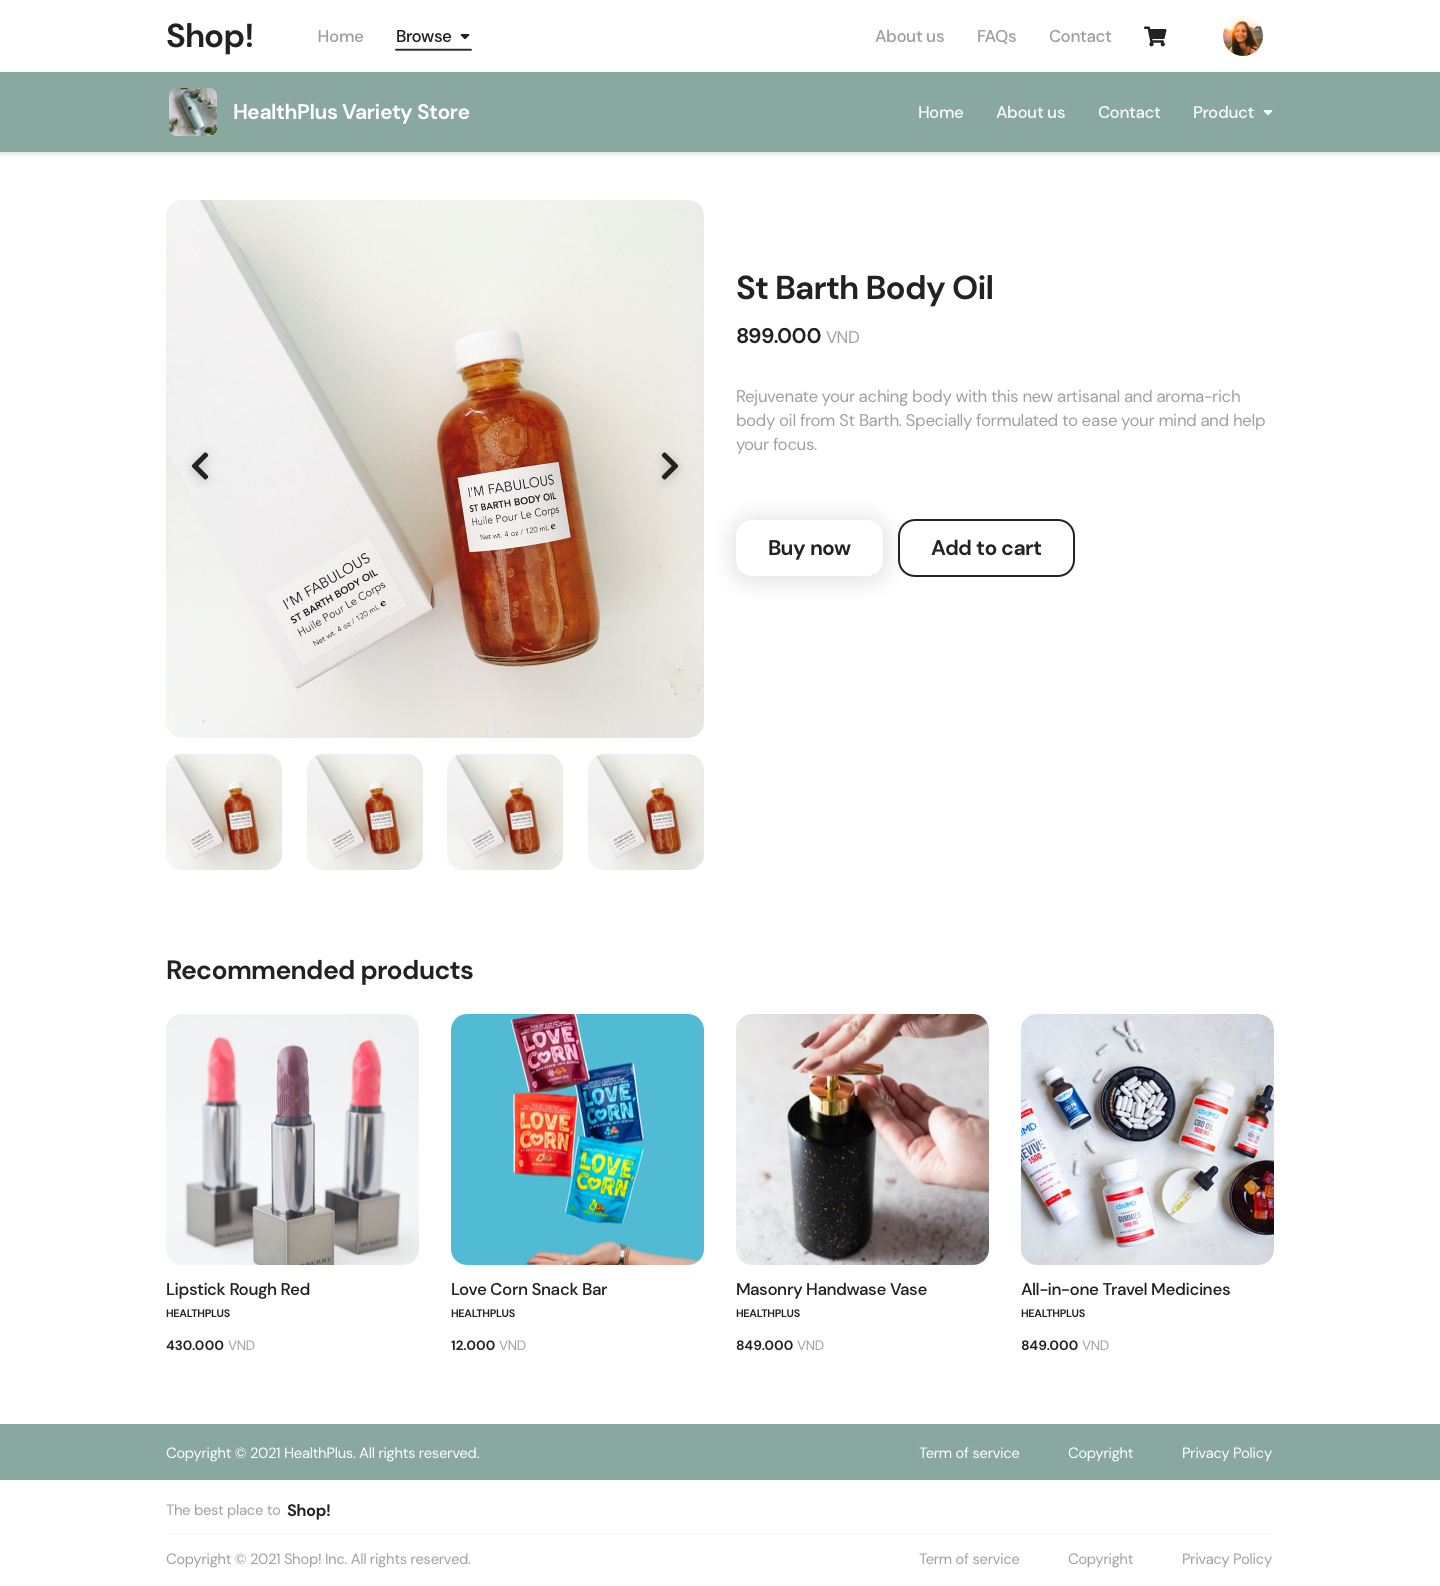 Shop!
Home
Browse
About us
FAQs
Contact
HealthPlus Variety Store
Home
About us
Contact
Product
I'M FABULOUS
ST BARTH BODY OIL
Huile Pour Le Corps
Net wt. 4 oz / 120 mL e
I'M FABULOUS
ST BARTH BODY OIL
Huile Pour Le Corps
Net wt. 4 oz / 120 mL e
St Barth Body Oil
899.000 VND
Rejuvenate your aching body with this new artisanal and aroma-rich
body oil from St Barth. Specially formulated to ease your mind and help
your focus.
Buy now
Add to cart
Recommended products
BURBERRY
LOVE
CORN
LOVE
CORN
LOVE
CORN
LOVE
CORN
cbdMD
CBD OIL
cbdMD
GUMMIES
REVIVE
1500
Lipstick Rough Red
HEALTHPLUS
430.000 VND
Love Corn Snack Bar
HEALTHPLUS
12.000 VND
Masonry Handwase Vase
HEALTHPLUS
849.000 VND
All-in-one Travel Medicines
HEALTHPLUS
849.000 VND
Copyright © 2021 HealthPlus. All rights reserved.
Term of service
Copyright
Privacy Policy
The best place to Shop!
Copyright © 2021 Shop! Inc. All rights reserved.
Term of service
Copyright
Privacy Policy